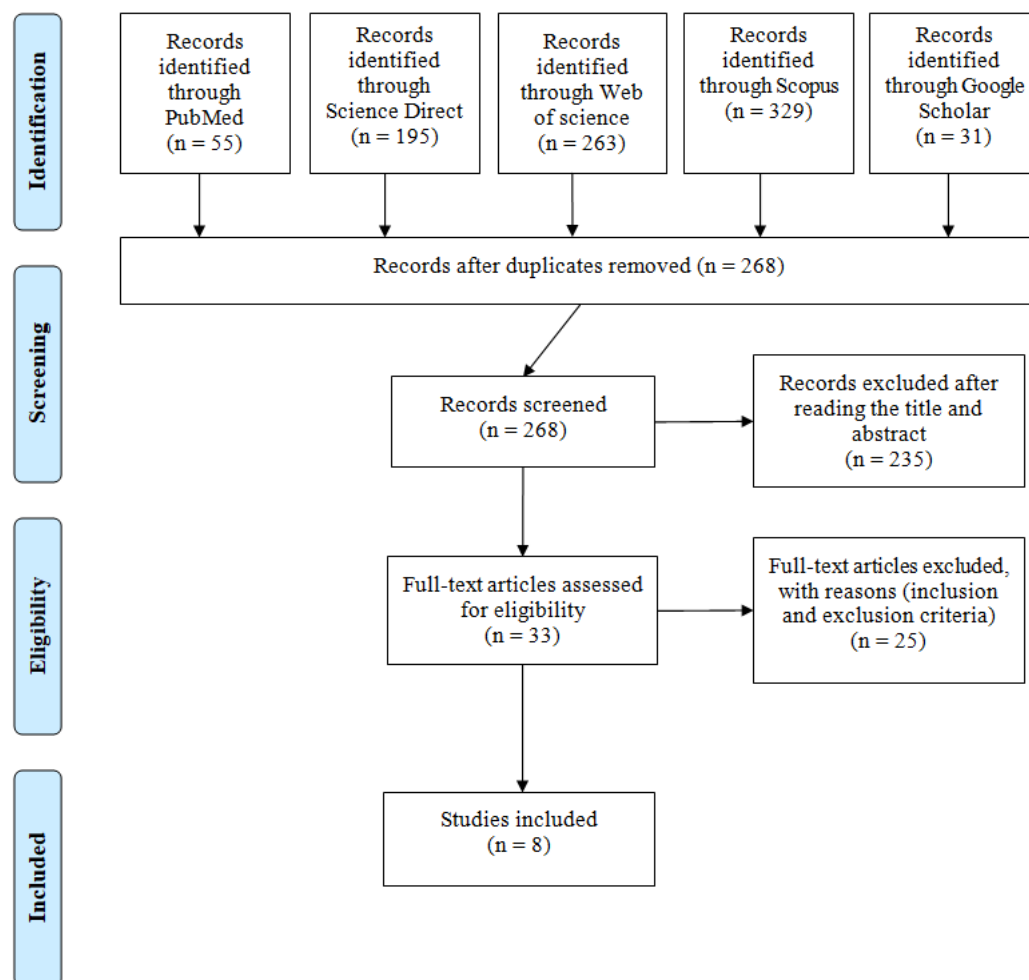 Identification
Records
identified
through
PubMed
(n = 55)
Records
identified
through
Science Direct
(n = 195)
Records
identified
through Web
of science
(n = 263)
Records
identified
through Scopus
(n = 329)
Records
identified
through Google
Scholar
(n = 31)
Records after duplicates removed (n = 268)
Screening
Records screened
(n = 268)
Records excluded after
reading the title and
abstract
(n = 235)
Eligibility
Full-text articles assessed
for eligibility
(n = 33)
Full-text articles excluded,
with reasons (inclusion
and exclusion criteria)
(n = 25)
Included
Studies included
(n = 8)